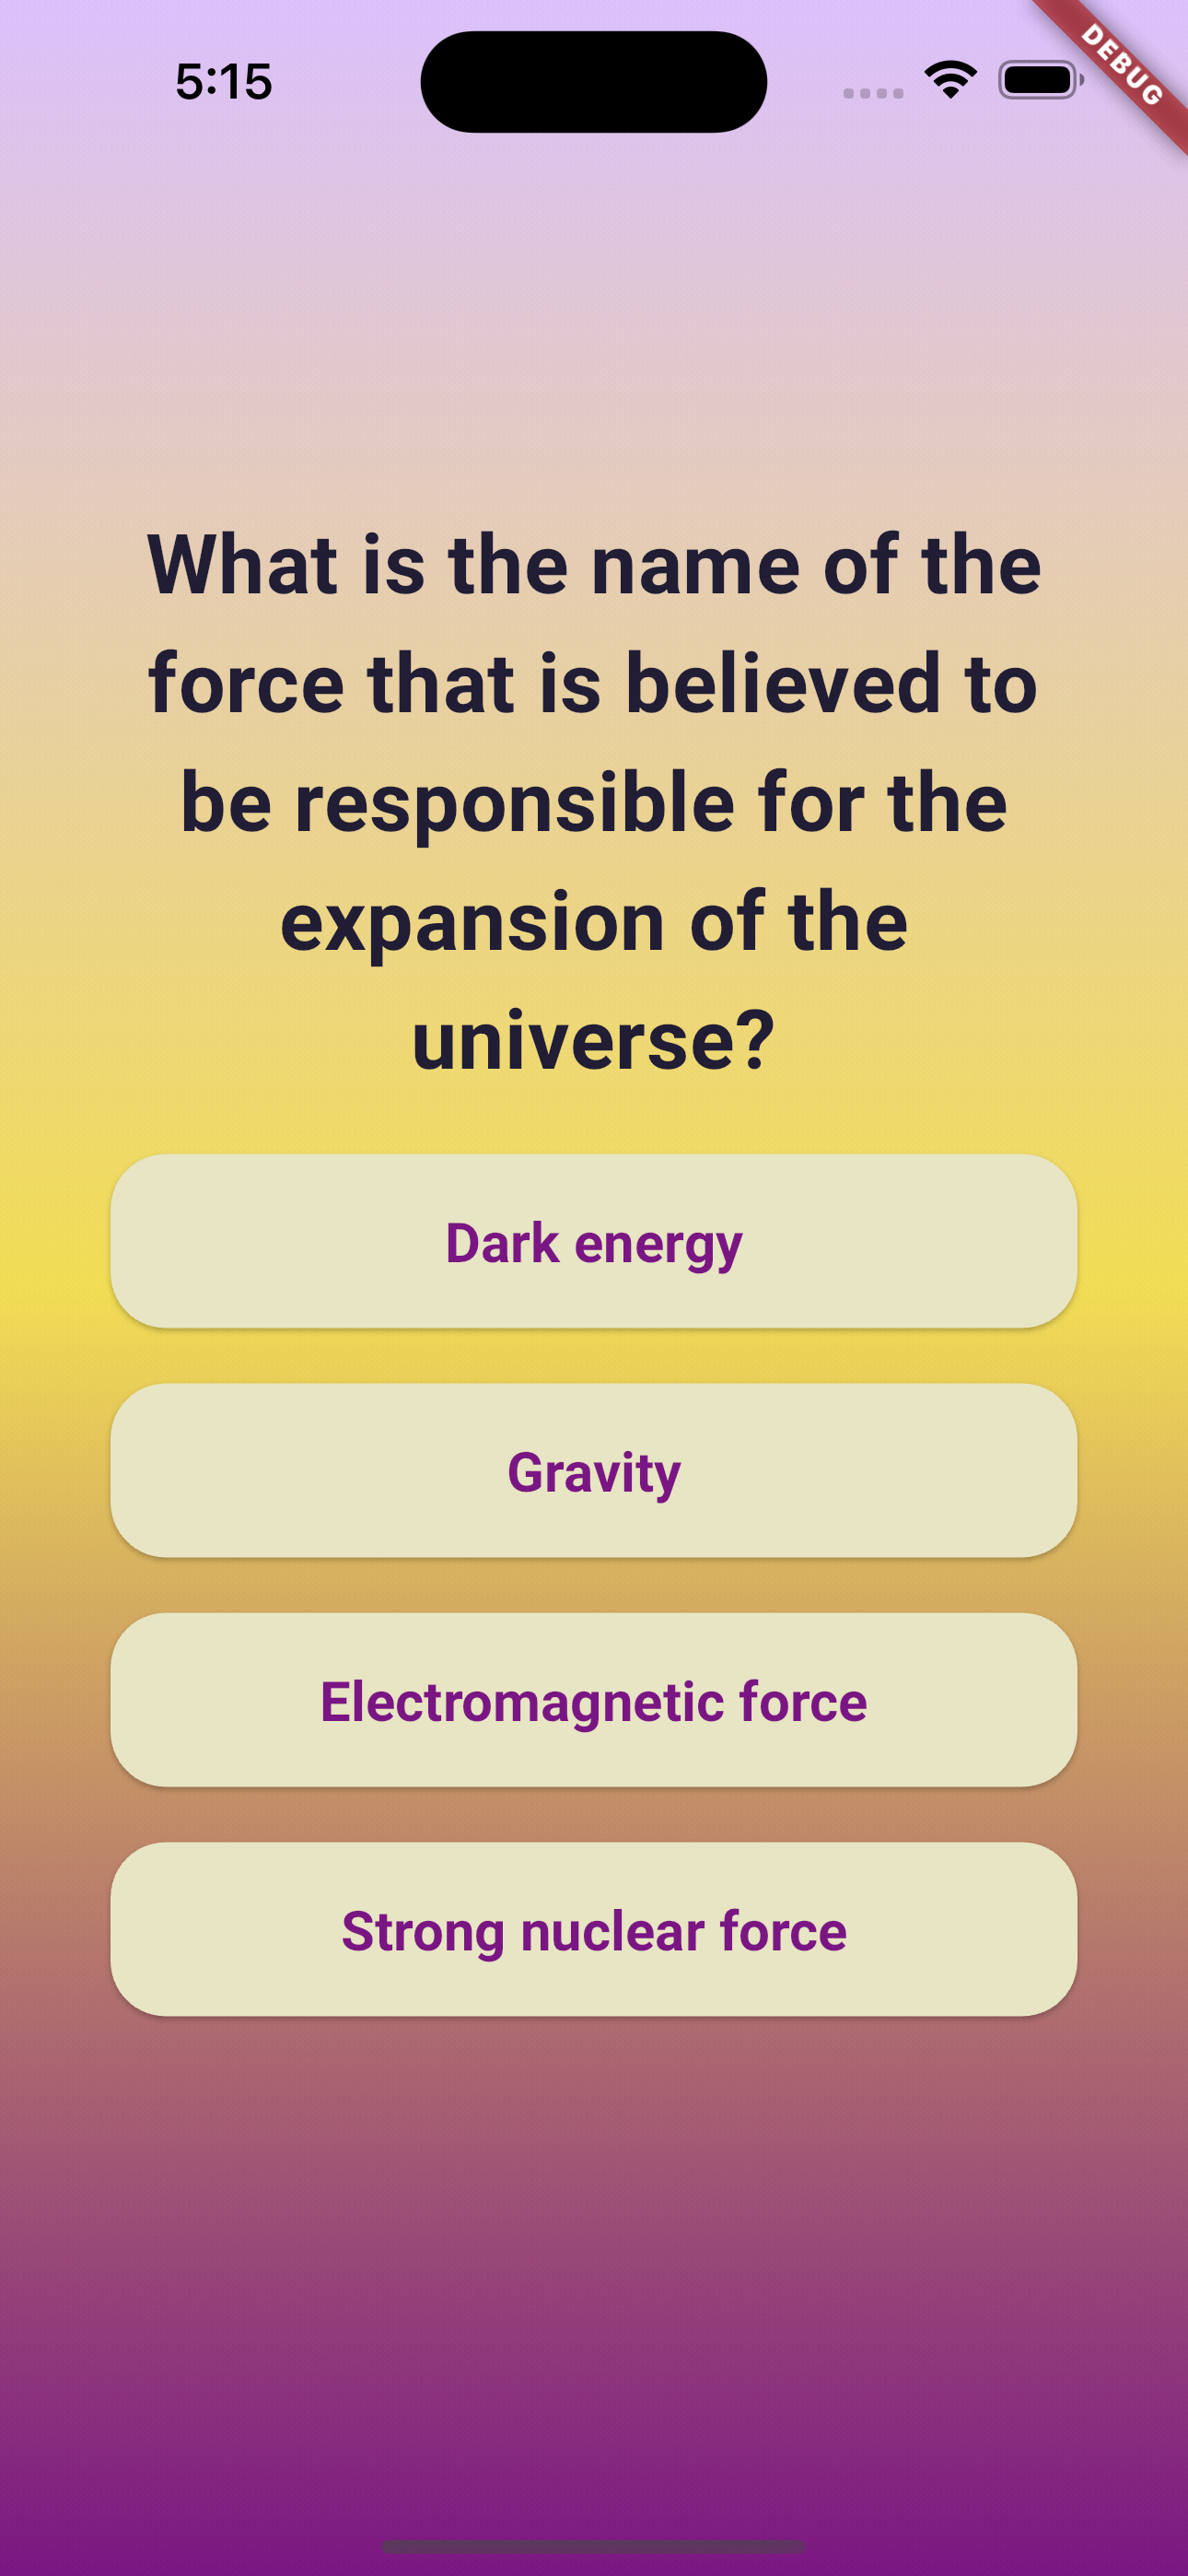 5:15
DEBUG
What is the name of the
force that is believed to
be responsible for the
expansion of the
universe?
Dark energy
Gravity
Electromagnetic force
Strong nuclear force